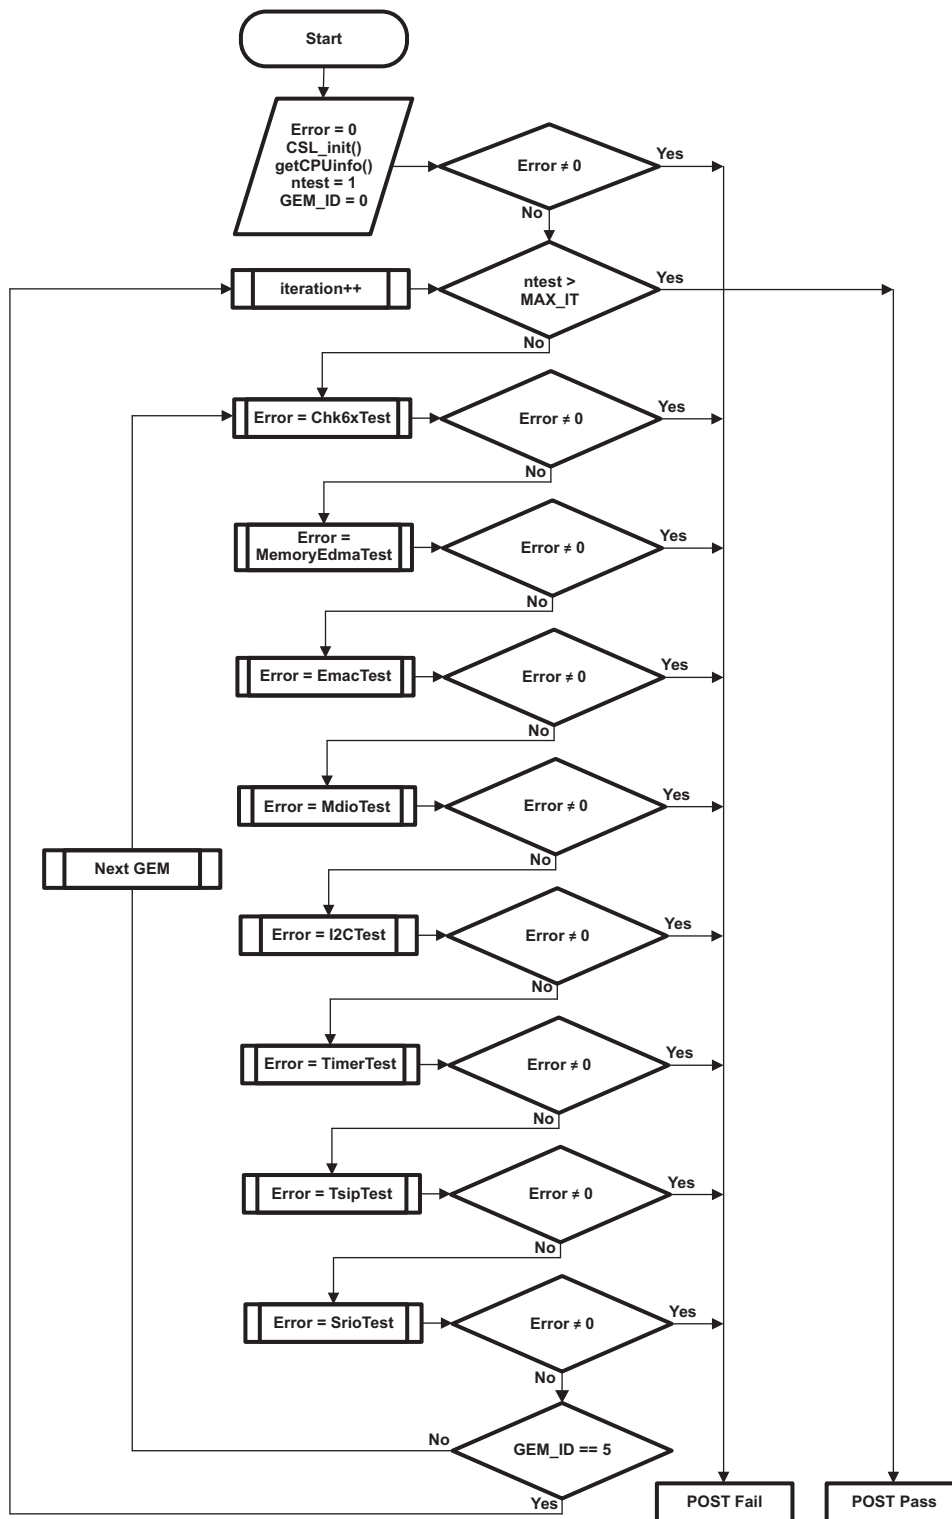 Start
Error = 0
CSL_init()
getCPUinfo()
ntest = 1
GEM_ID = 0
Error ≠ 0
Yes
No
iteration++
ntest >
MAX_IT
Yes
No
Error = Chk6xTest
Error ≠ 0
Yes
No
Error =
MemoryEdmaTest
Error ≠ 0
Yes
No
Error = EmacTest
Error ≠ 0
Yes
No
Error = MdioTest
Error ≠ 0
Yes
No
Next GEM
Error = I2CTest
Error ≠ 0
Yes
No
Error = TimerTest
Error ≠ 0
Yes
No
Error = TsipTest
Error ≠ 0
Yes
No
Error = SrioTest
Error ≠ 0
Yes
No
GEM_ID == 5
No
Yes
POST Fail
POST Pass